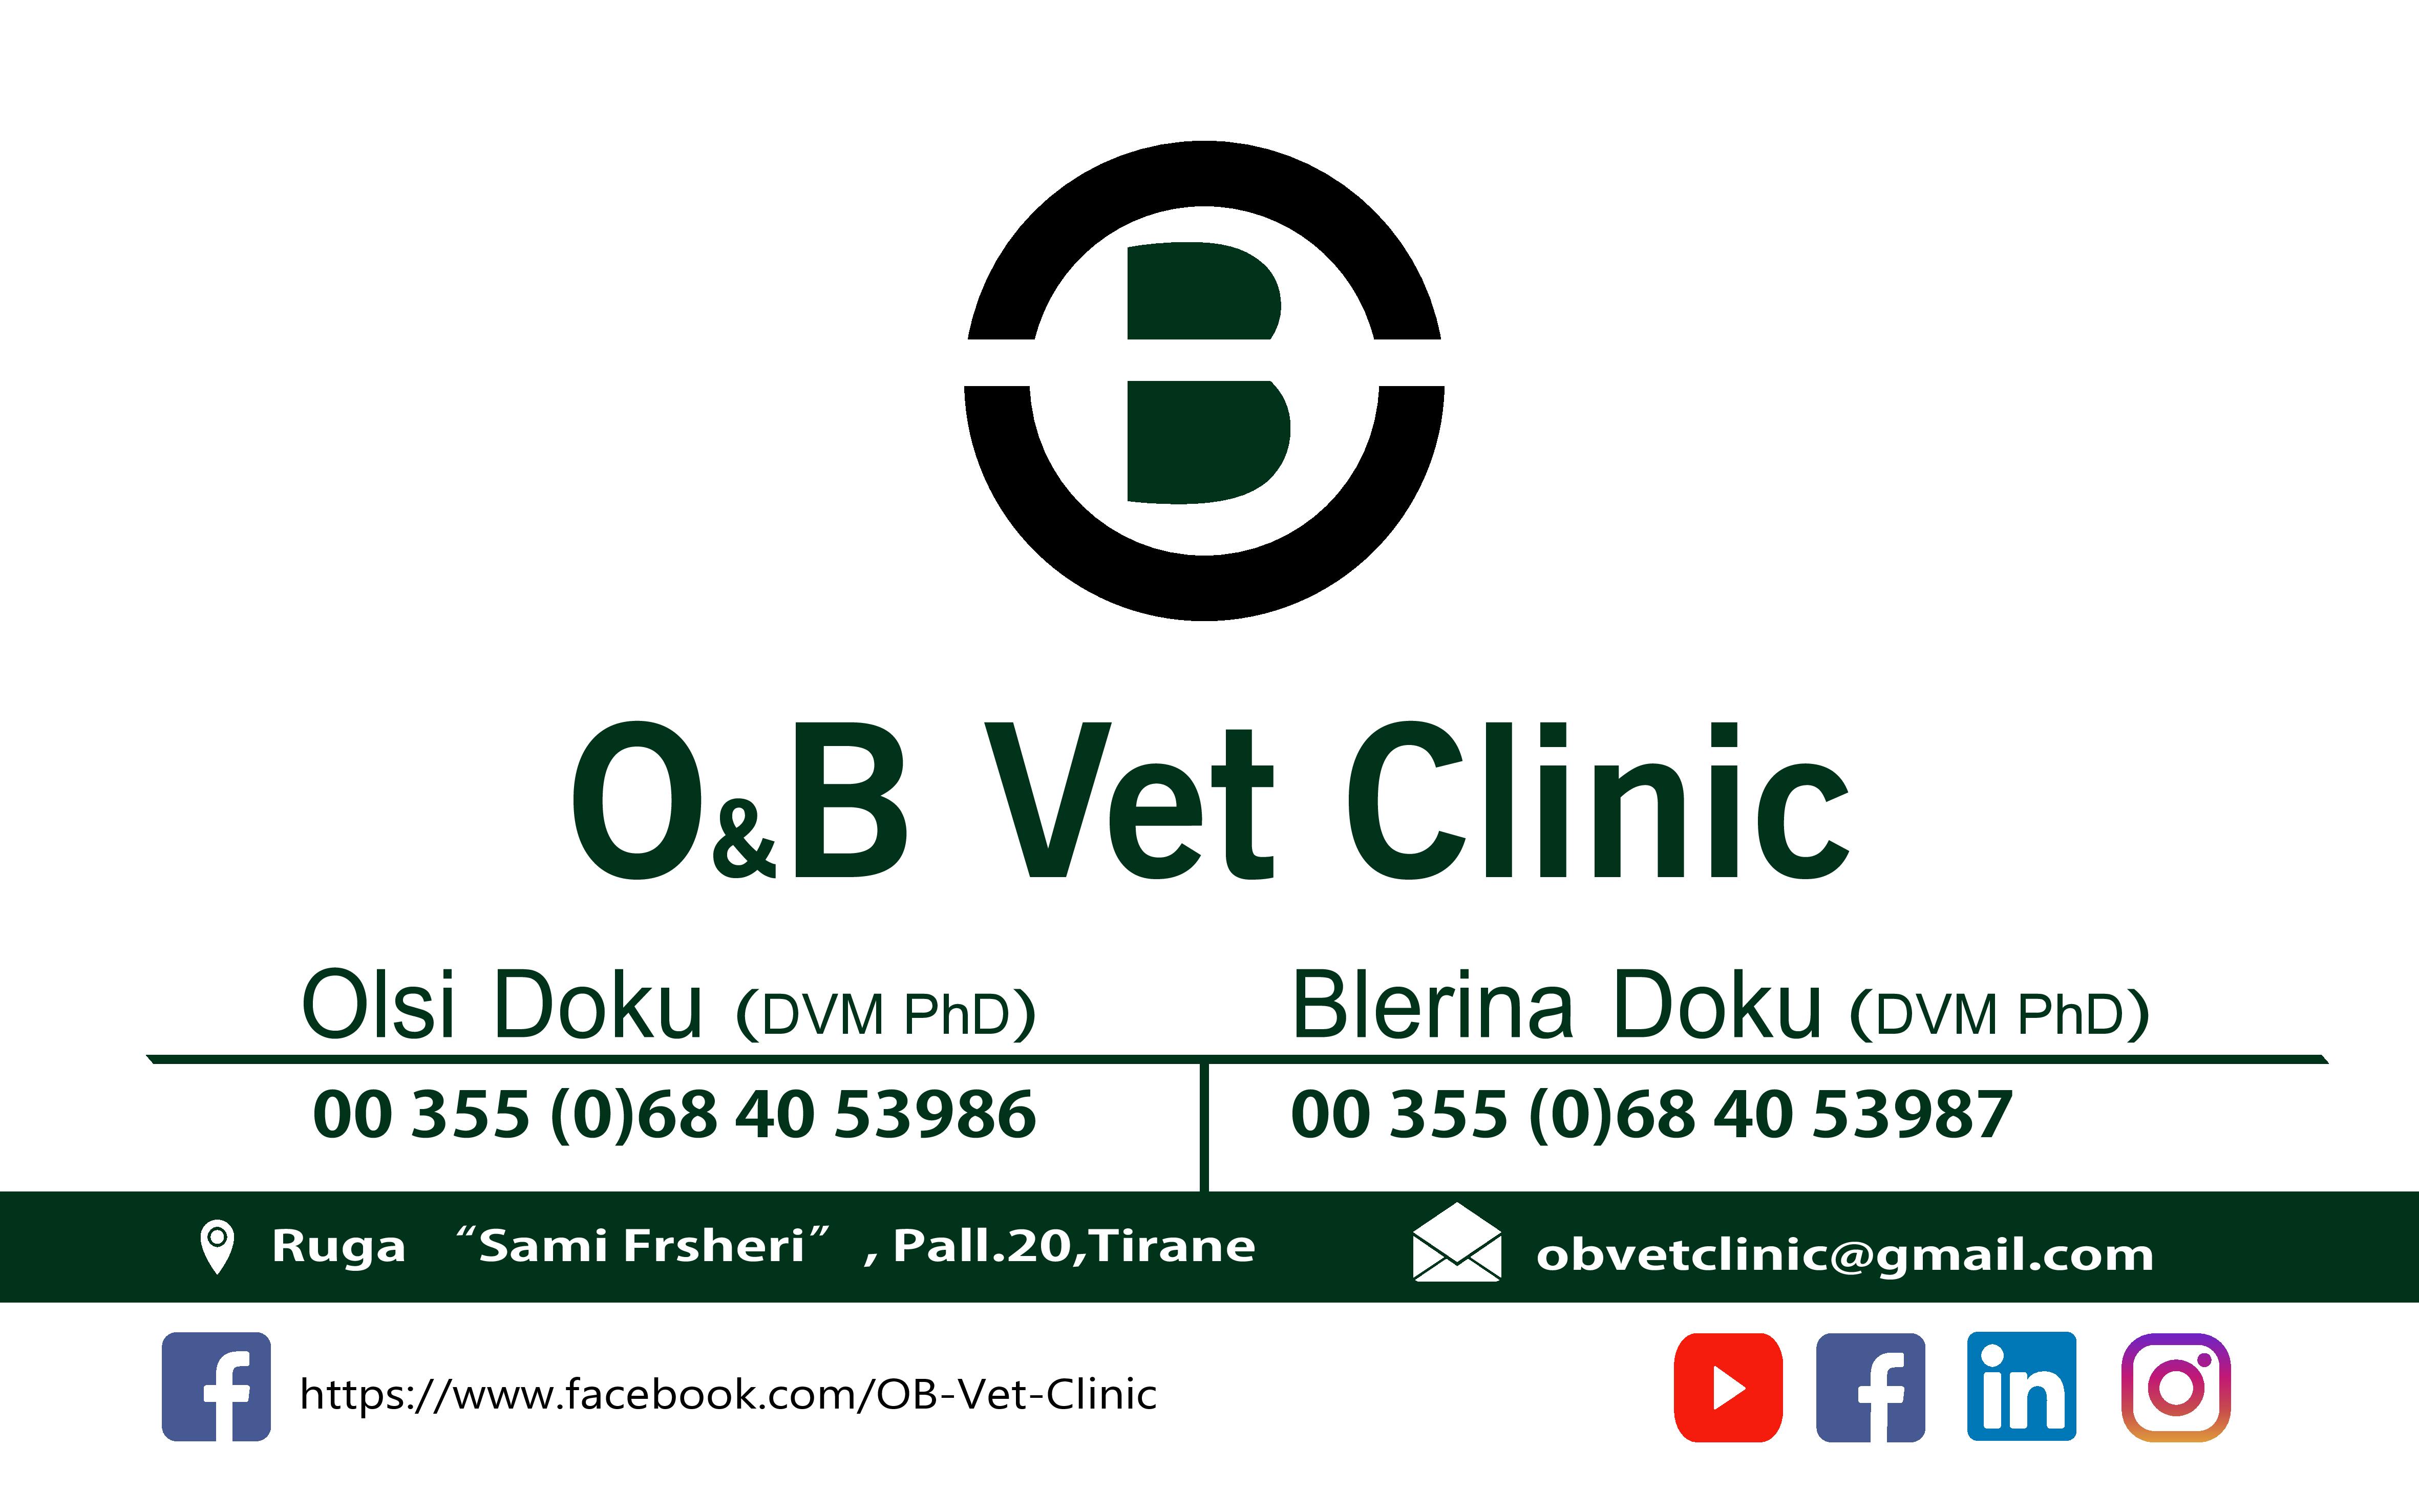 B
O&B Vet Clinic
Olsi Doku (DVM PhD)
Blerina Doku (DVM PhD)
00 355 (0)68 40 53986
00 355 (0)68 40 53987
Ruga “Sami Frsheri” , Pall.20,Tirane
obvetclinic@gmail.com
https://www.facebook.com/OB-Vet-Clinic